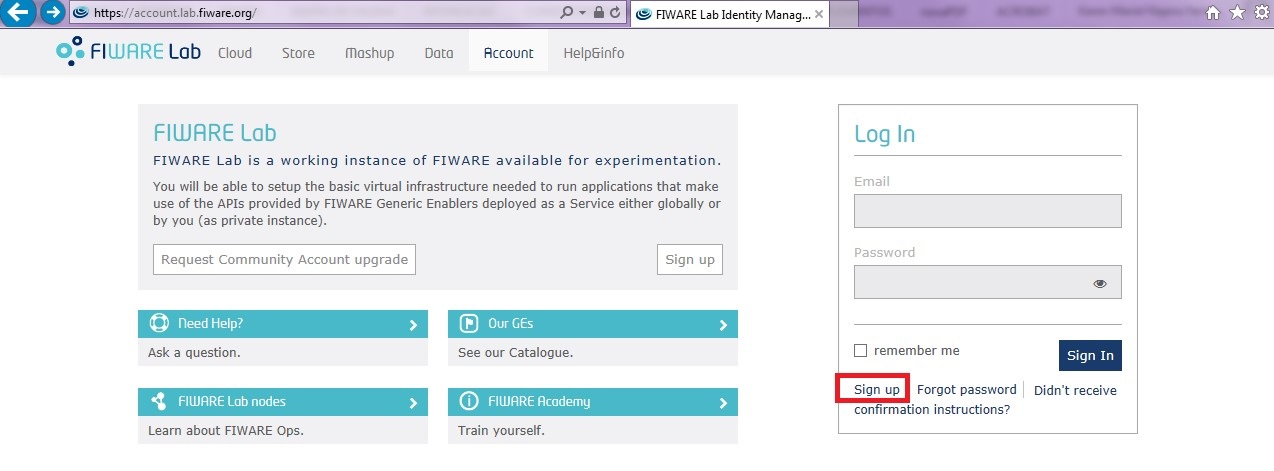 https://account.lab.fiware.org/
FIWARE Lab Identity Manag...
FIWARE Lab Cloud Store Mashup Data Account Help&info
FIWARE Lab
FIWARE Lab is a working instance of FIWARE available for experimentation.
You will be able to setup the basic virtual infrastructure needed to run applications that make
use of the APIs provided by FIWARE Generic Enablers deployed as a Service either globally or
by you (as private instance).
Request Community Account upgrade Sign up
Need Help?
Ask a question.
Our GEs
See our Catalogue.
FIWARE Lab nodes
Learn about FIWARE Ops.
FIWARE Academy
Train yourself.
Log In
Email
Password
remember me Sign In
Sign up Forgot password Didn't receive
confirmation instructions?